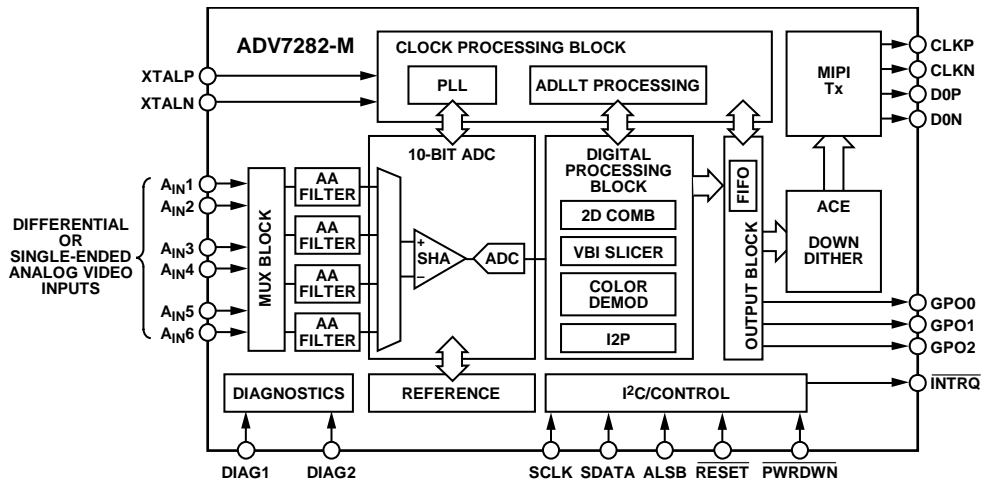 ADV7282-M
CLOCK PROCESSING BLOCK
PLL
ADLLT PROCESSING
XTALP
XTALN
MIPI
Tx
CLKP
CLKN
D0P
D0N
10-BIT ADC
DIGITAL
PROCESSING
BLOCK
FIFO
OUTPUT BLOCK
ACE
DOWN
DITHER
DIFFERENTIAL
OR
SINGLE-ENDED
ANALOG VIDEO
INPUTS
AIN1
AIN2
AIN3
AIN4
AIN5
AIN6
MUX BLOCK
AA
FILTER
AA
FILTER
AA
FILTER
AA
FILTER
+
SHA
–
ADC
2D COMB
VBI SLICER
COLOR
DEMOD
I2P
GPO0
GPO1
GPO2
INTRQ
DIAGNOSTICS
REFERENCE
I2C/CONTROL
DIAG1
DIAG2
SCLK
SDATA
ALSB
RESET
PWRDWN